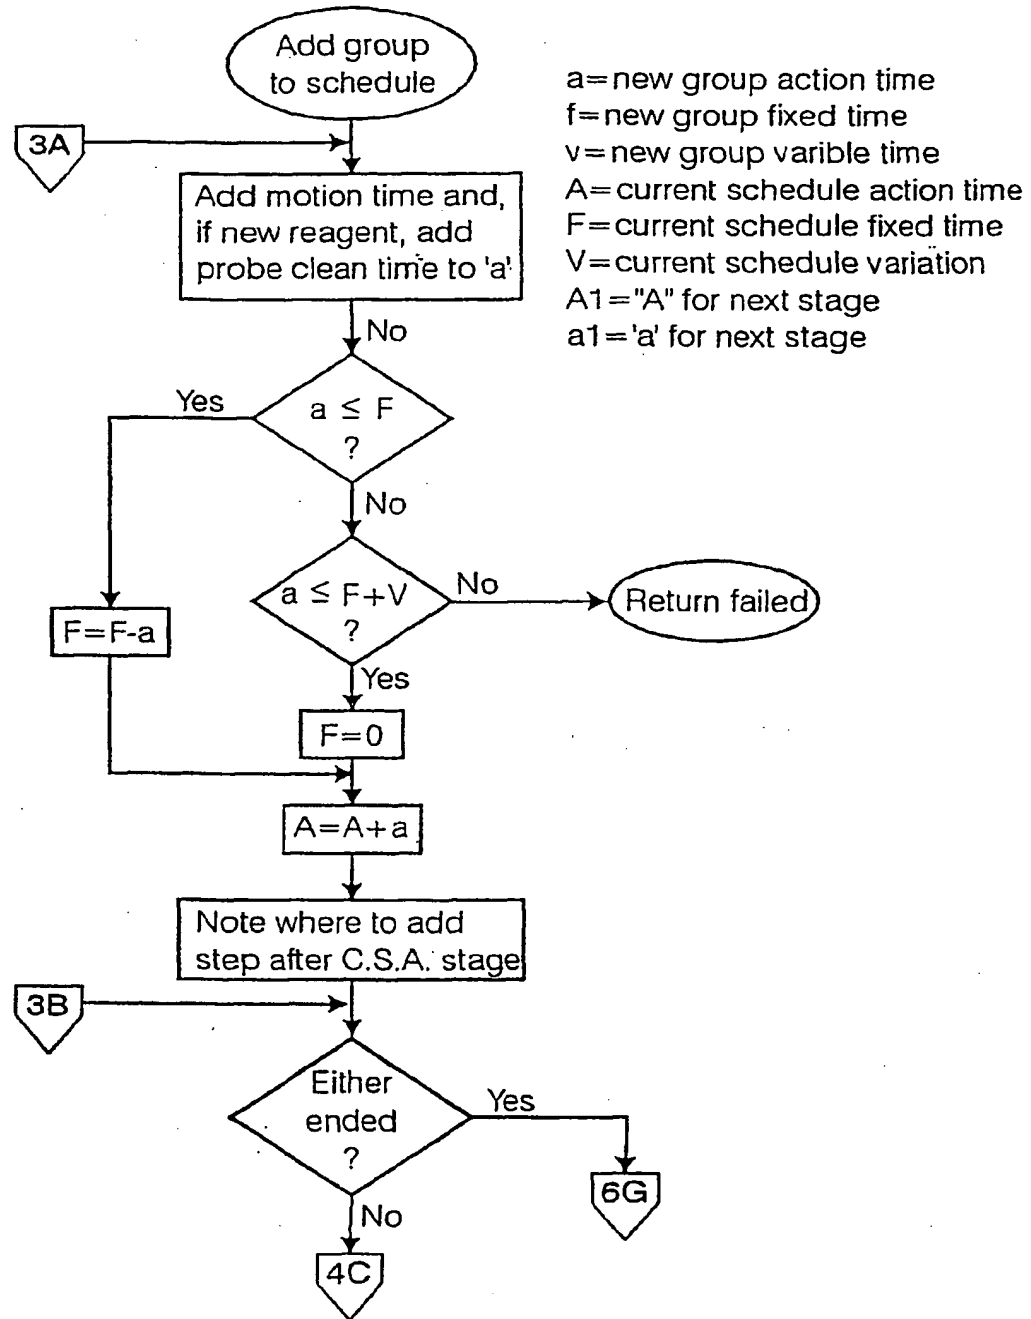 Add group
to schedule
a=new group action time
f=new group fixed time
v=new group varible time
A=current schedule action time
F=current schedule fixed time
V=current schedule variation
A1="A" for next stage
a1='a' for next stage
3A
Add motion time and,
if new reagent, add
probe clean time to 'a'
No
a ≤ F
?
Yes
No
a ≤ F+V
?
No
Return failed
F=F-a
Yes
F=0
A=A+a
Note where to add
step after C.S.A. stage
3B
Either
ended
?
Yes
6G
No
4C